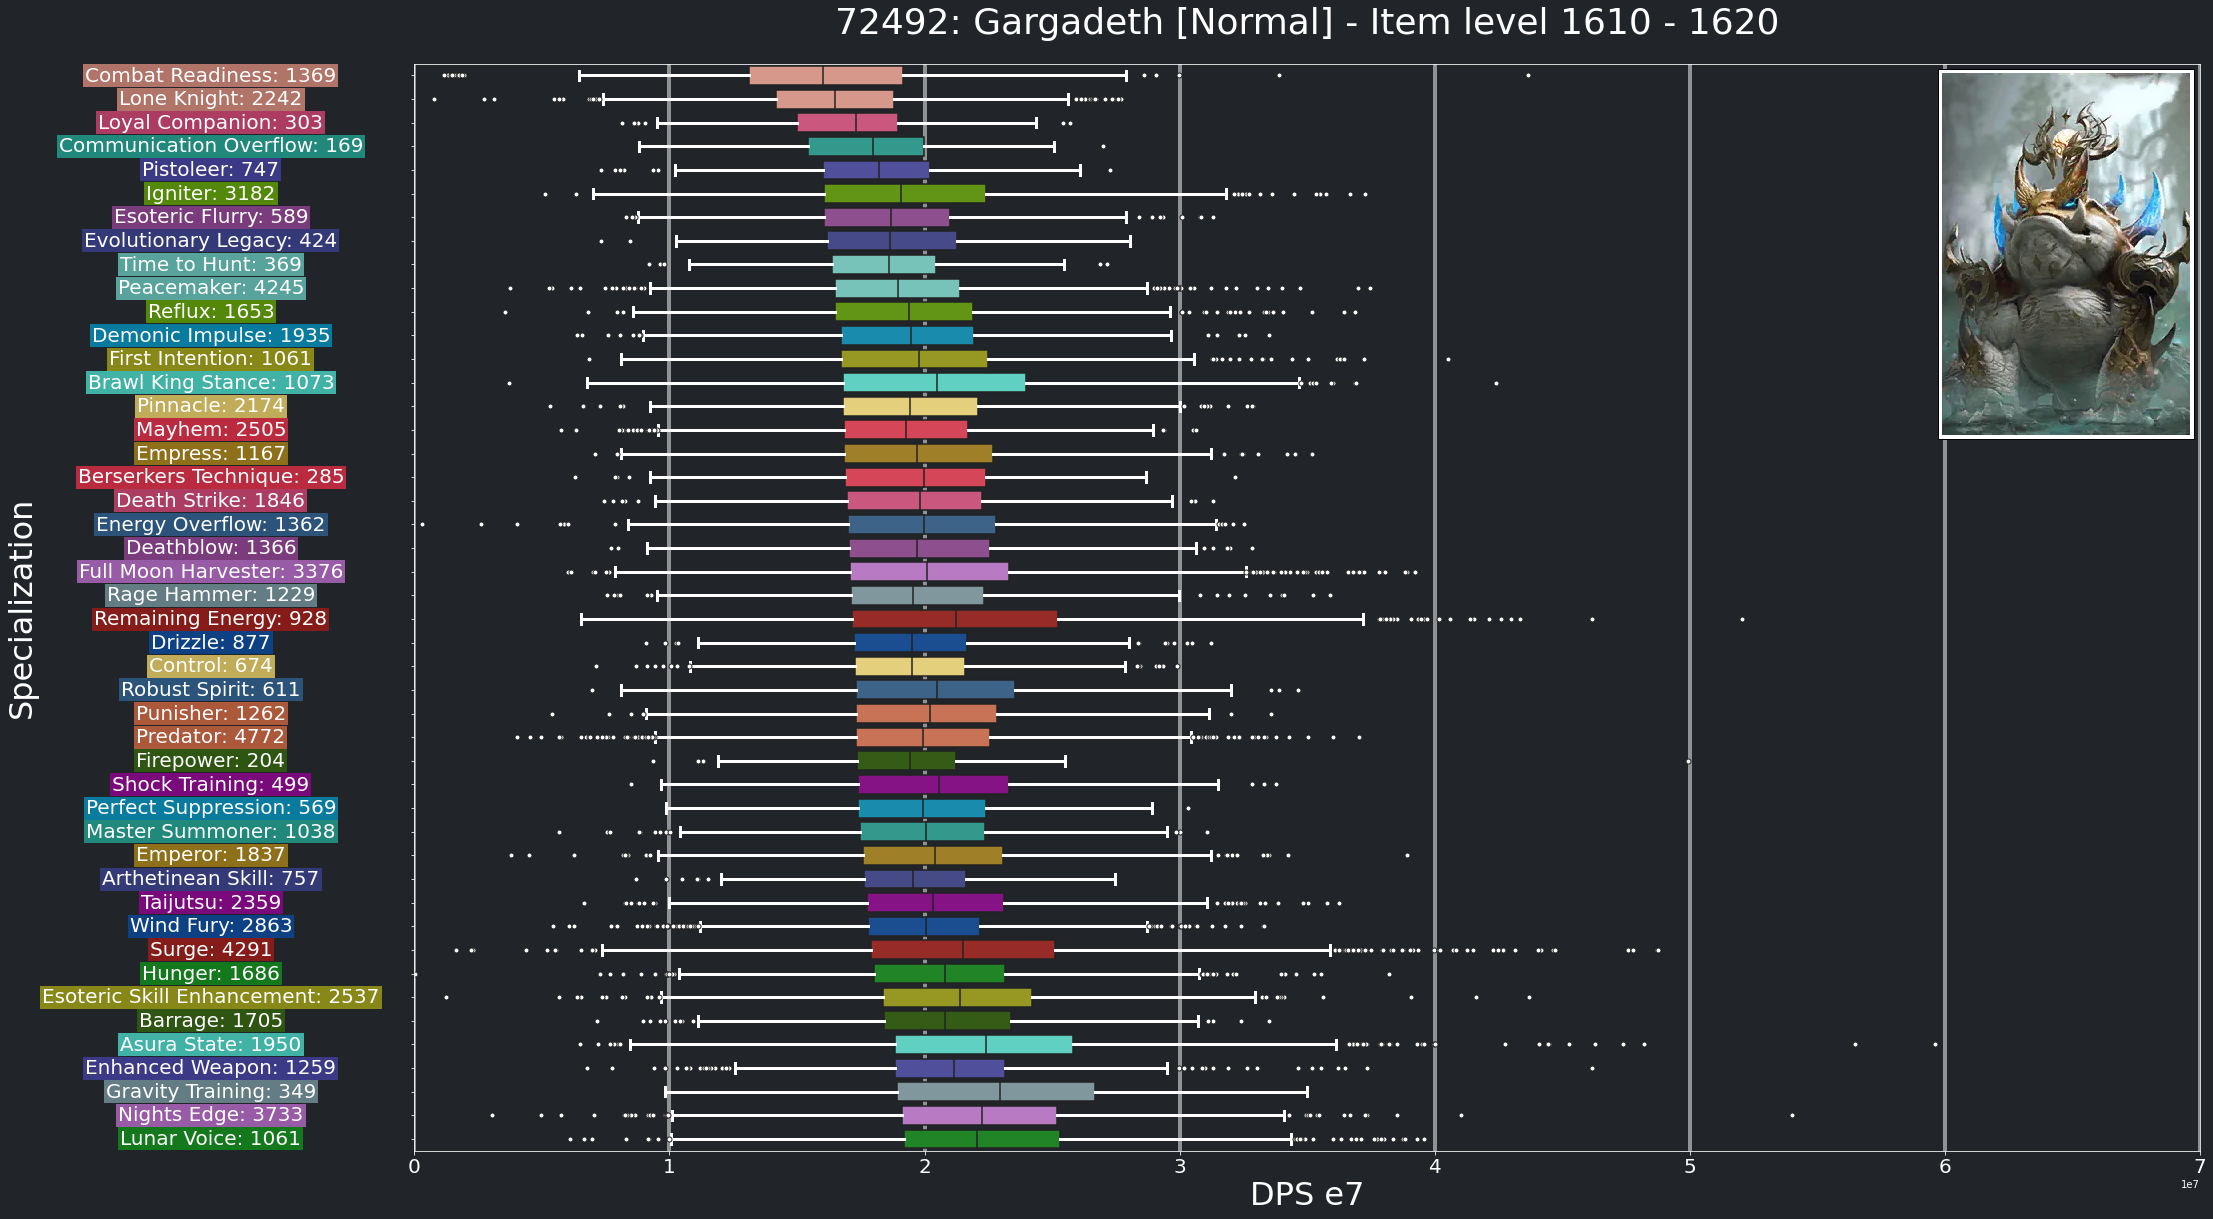 72492: Gargadeth [Normal] - Item level 1610 - 1620
Combat Readiness: 1369
Lone Knight: 2242
Loyal Companion: 303
Communication Overflow: 169
Pistoleer: 747
Igniter: 3182
Esoteric Flurry: 589
Evolutionary Legacy: 424
Time to Hunt: 369
Peacemaker: 4245
Reflux: 1653
Demonic Impulse: 1935
First Intention: 1061
Brawl King Stance: 1073
Pinnacle: 2174
Mayhem: 2505
Empress: 1167
Berserkers Technique: 285
Death Strike: 1846
Energy Overflow: 1362
Deathblow: 1366
Full Moon Harvester: 3376
Rage Hammer: 1229
Remaining Energy: 928
Drizzle: 877
Control: 674
Robust Spirit: 611
Punisher: 1262
Predator: 4772
Firepower: 204
Shock Training: 499
Perfect Suppression: 569
Master Summoner: 1038
Emperor: 1837
Arthetinean Skill: 757
Taijutsu: 2359
Wind Fury: 2863
Surge: 4291
Hunger: 1686
Esoteric Skill Enhancement: 2537
Barrage: 1705
Asura State: 1950
Enhanced Weapon: 1259
Gravity Training: 349
Nights Edge: 3733
Lunar Voice: 1061
Specialization
0 1 2 3 4 5 6 7
DPS e7
1e7